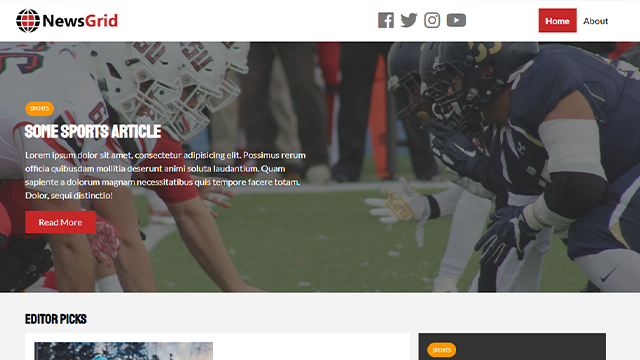 NewsGrid
Home
About
SPORTS
SOME SPORTS ARTICLE
Lorem ipsum dolor sit amet, consectetur adipisicing elit. Possimus rerum
officia quibusdam mollitia deserunt animi soluta laudantium. Quam
sapiente a dolorum magnam necessitatibus quis tempore facere totam.
Dolor, sequi distinctio!
Read More
EDITOR PICKS
SPORTS